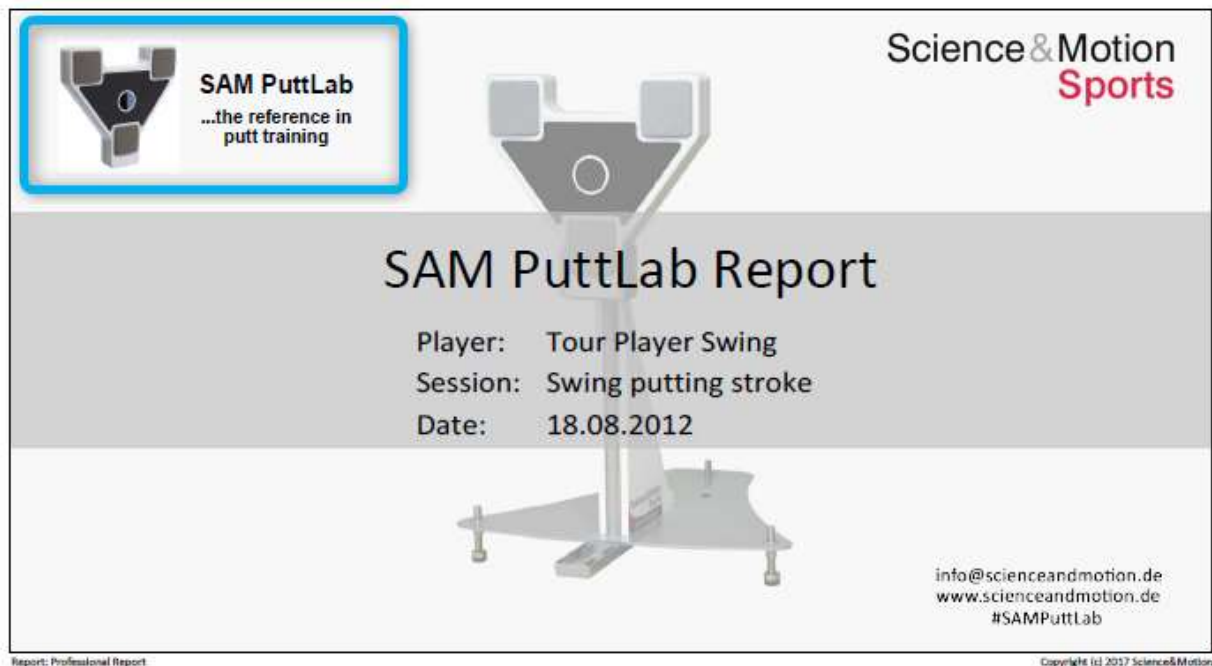 SAM PuttLab
...the reference in
putt training
Science&Motion
Sports
SAM PuttLab Report
Player: Tour Player Swing
Session: Swing putting stroke
Date: 18.08.2012
info@scienceandmotion.de
www.scienceandmotion.de
#SAMPuttLab
Report: Professional Report
Copyright (c) 2017 Science&Motion